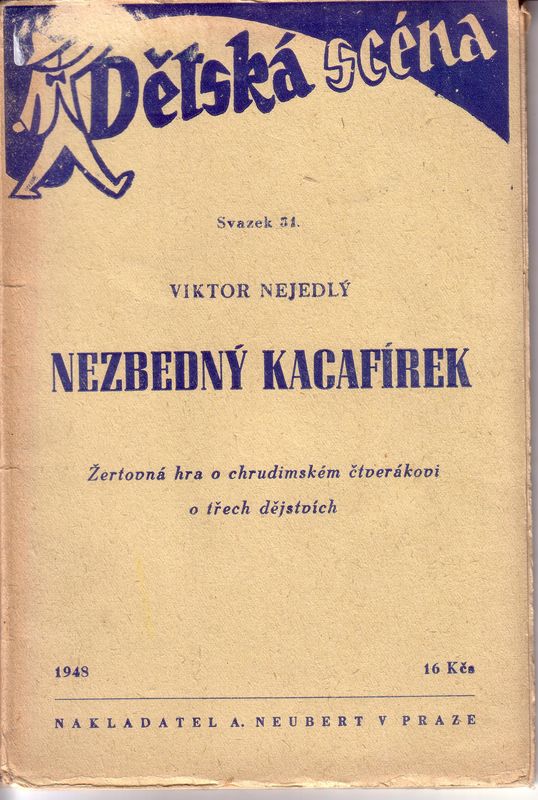 Dětská scéna
Svazek 31.
VIKTOR NEJEDLÝ
NEZBEDNÝ KACAFÍREK
Žertovná hra o chrudimském čtverákovi
o třech dějstvích
1948 16 Kčs
NAKLADATEL A. NEUBERT V PRAZE